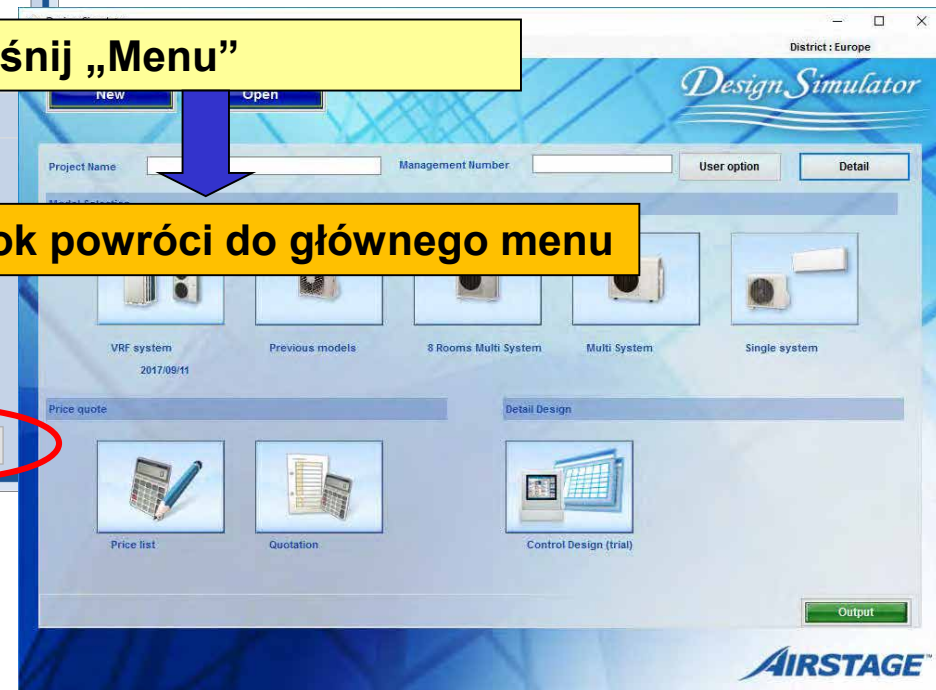 District : Europe
śnij „Menu”
New
Open
Design Simulator
Project Name
Management Number
User option
Detail
ok powróci do głównego menu
VRF system
Previous models
8 Rooms Multi System
Multi System
Single system
2017/09/11
Price quote
Detail Design
Price list
Quotation
Control Design (trial)
Output
AIRSTAGE™